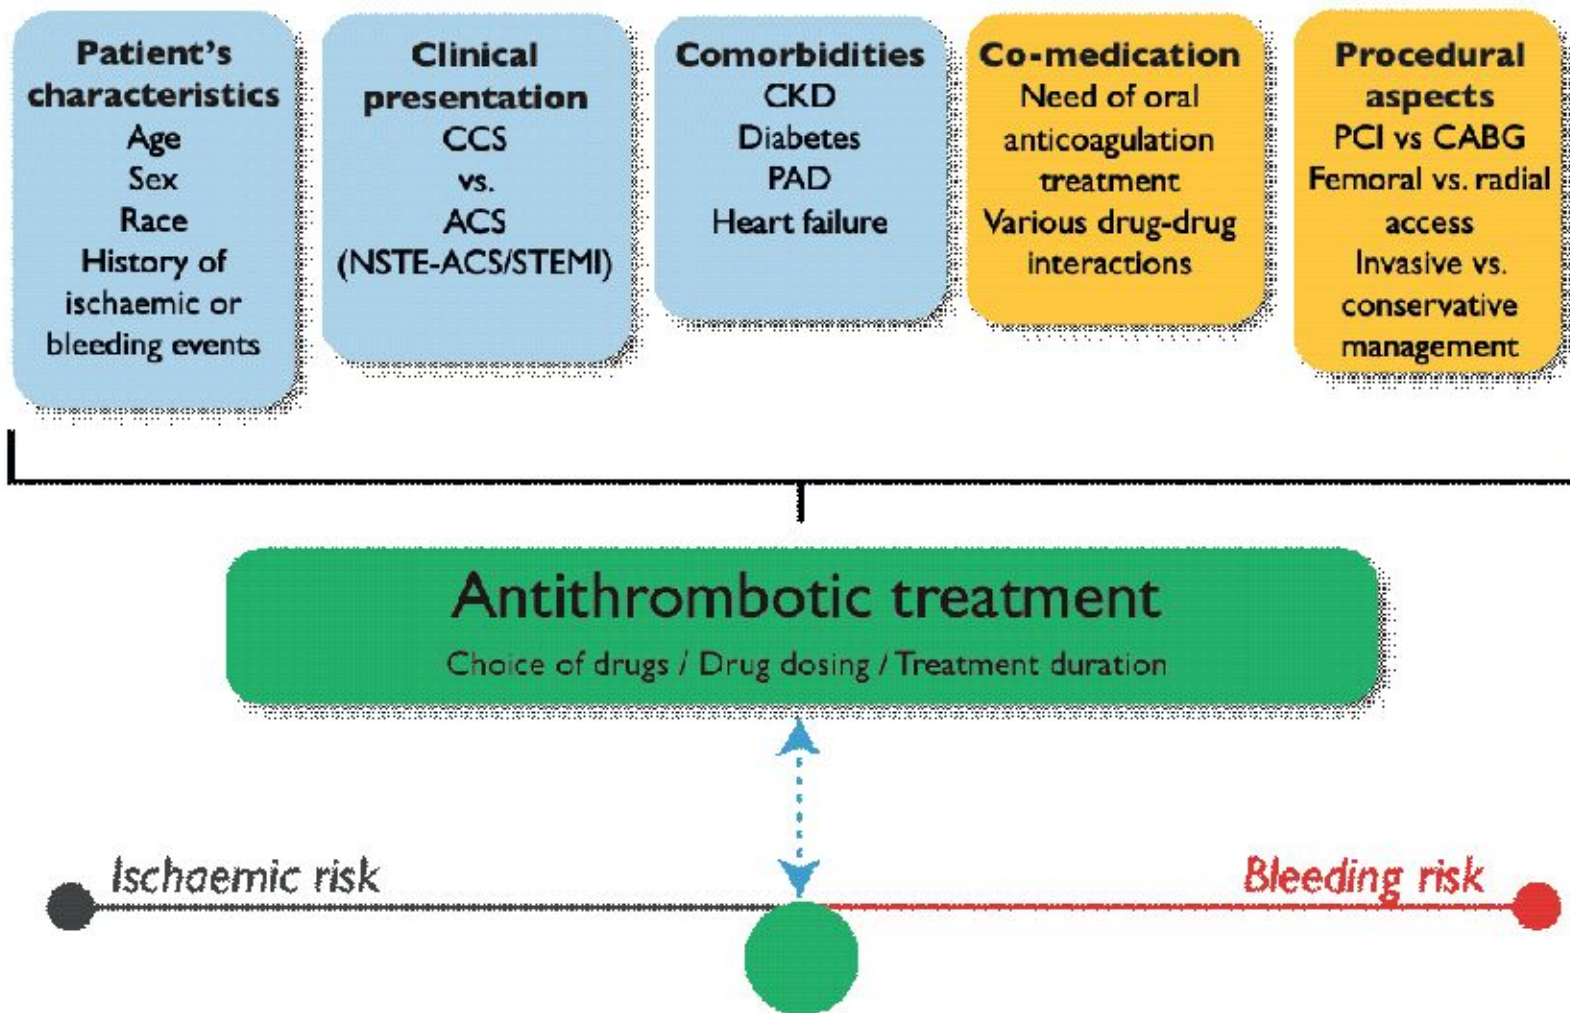 Patient's
characteristics
Age
Sex
Race
History of
ischaemic or
bleeding events
Clinical
presentation
CCS
vs.
ACS
(NSTE-ACS/STEMI)
Comorbidities
CKD
Diabetes
PAD
Heart failure
Co-medication
Need of oral
anticoagulation
treatment
Various drug-drug
interactions
Procedural
aspects
PCI vs CABG
Femoral vs. radial
access
Invasive vs.
conservative
management
Antithrombotic treatment
Choice of drugs / Drug dosing / Treatment duration
Ischaemic risk
Bleeding risk